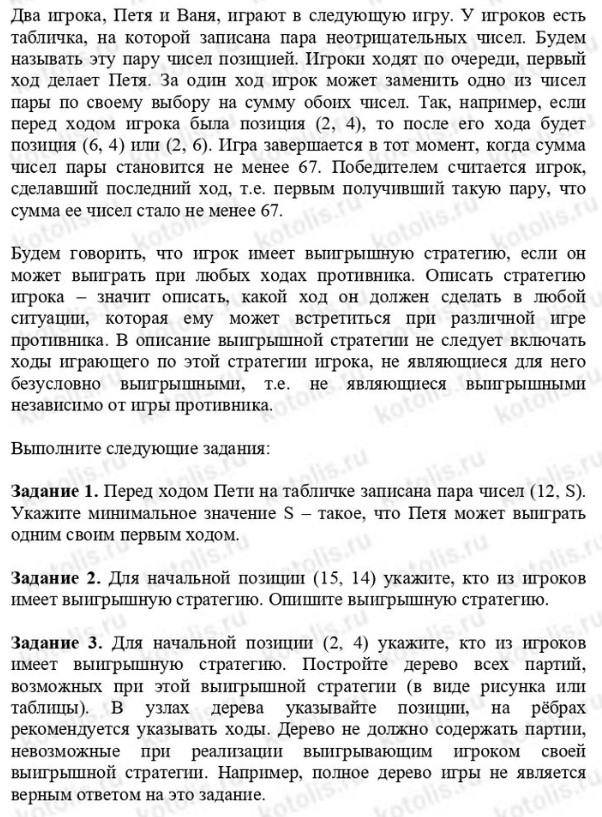 Два игрока, Петя и Ваня, играют в следующую игру. У игроков есть
табличка, на которой записана пара неотрицательных чисел. Будем
называть эту пару чисел позицией. Игроки ходят по очереди, первый
ход делает Петя. За один ход игрок может заменить одно из чисел
пары по своему выбору на сумму обоих чисел. Так, например, если
перед ходом игрока была позиция (2, 4), то после его хода будет
позиция (6, 4) или (2, 6). Игра завершается в тот момент, когда сумма
чисел пары становится не менее 67. Победителем считается игрок,
сделавший последний ход, т.е. первым получивший такую пару, что
сумма ее чисел стало не менее 67.
Будем говорить, что игрок имеет выигрышную стратегию, если он
может выиграть при любых ходах противника. Описать стратегию
игрока – значит описать, какой ход он должен сделать в любой
ситуации, которая ему может встретиться при различной игре
противника. В описание выигрышной стратегии не следует включать
ходы играющего по этой стратегии игрока, не являющиеся для него
безусловно выигрышными, т.е. не являющиеся выигрышными
независимо от игры противника.
Выполните следующие задания:
Задание 1. Перед ходом Пети на табличке записана пара чисел (12, S).
Укажите минимальное значение S – такое, что Петя может выиграть
одним своим первым ходом.
Задание 2. Для начальной позиции (15, 14) укажите, кто из игроков
имеет выигрышную стратегию. Опишите выигрышную стратегию.
Задание 3. Для начальной позиции (2, 4) укажите, кто из игроков
имеет выигрышную стратегию. Постройте дерево всех партий,
возможных при этой выигрышной стратегии (в виде рисунка или
таблицы). В узлах дерева указывайте позиции, на рёбрах
рекомендуется указывать ходы. Дерево не должно содержать партии,
невозможные при реализации выигрывающим игроком своей
выигрышной стратегии. Например, полное дерево игры не является
верным ответом на это задание.
kotolis.ru